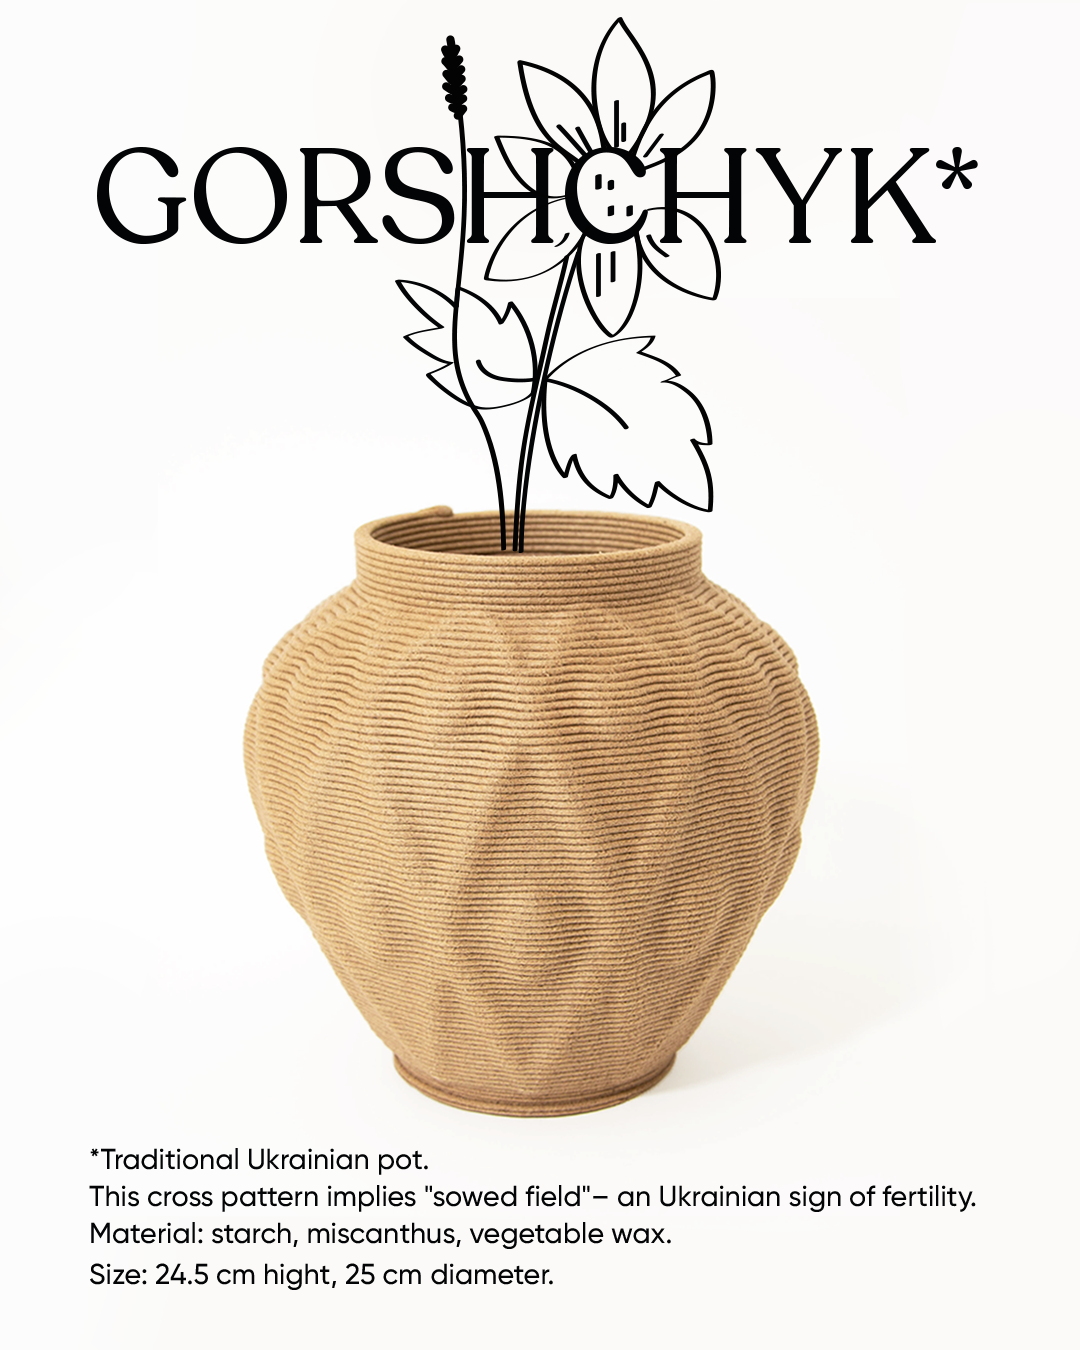 GORSHCHYK*
*Traditional Ukrainian pot.
This cross pattern implies "sowed field"– an Ukrainian sign of fertility.
Material: starch, miscanthus, vegetable wax.
Size: 24.5 cm hight, 25 cm diameter.